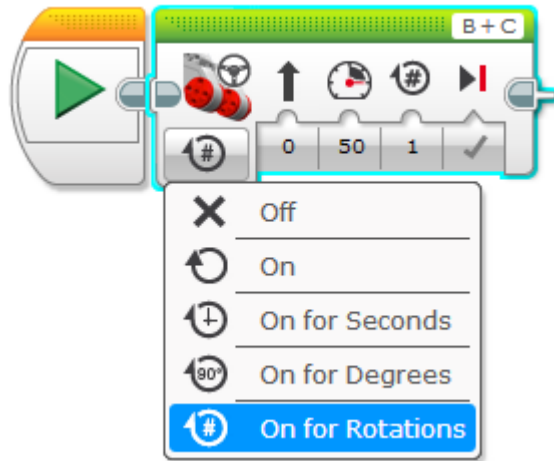 B+C
#
#
0 50 1
Off
On
On for Seconds
90° On for Degrees
# On for Rotations